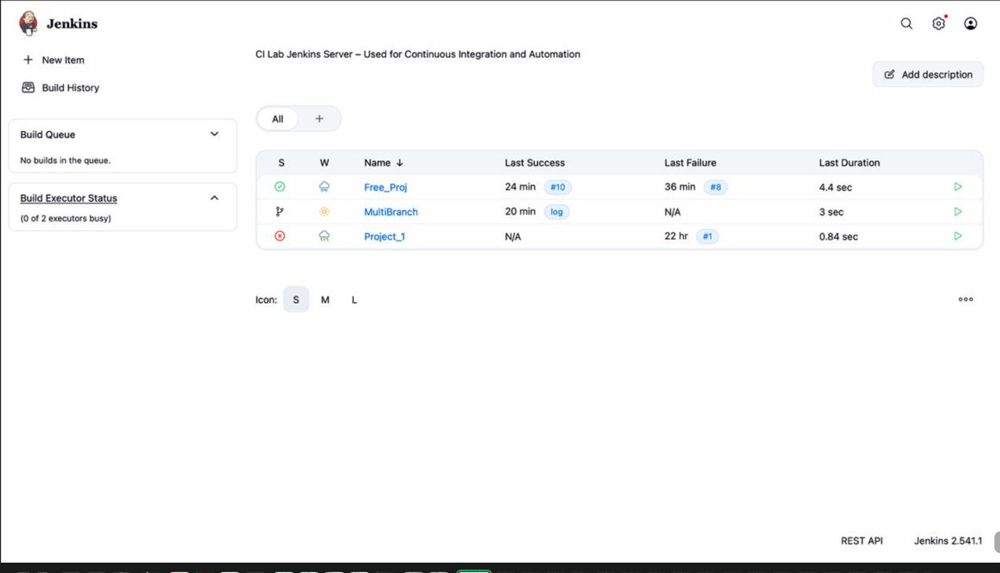 Jenkins
New Item
Build History
Build Queue
No builds in the queue.
Build Executor Status
(0 of 2 executors busy)
CI Lab Jenkins Server – Used for Continuous Integration and Automation
Add description
All +
S W Name ↓ Last Success Last Failure Last Duration
Free_Proj 24 min #10 36 min #8 4.4 sec
MultiBranch 20 min log N/A 3 sec
Project_1 N/A 22 hr #1 0.84 sec
Icon: S M L
REST API Jenkins 2.541.1